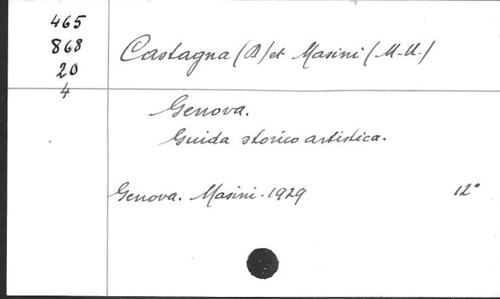 465
868
20
4
Castagna (D) et Masini (M-U)
Genova.
Guida storico artistica.
Genova. Masini-1929 12°